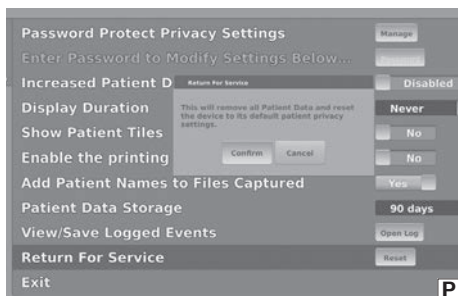 Password Protect Privacy Settings Manage
Enter Password to Modify Settings Below...
Increased Patient D Disabled
Return For Service
This will remove all Patient Data and reset
the device to its default patient privacy
settings.
Confirm Cancel
Display Duration Never
Show Patient Tiles No
Enable the printing No
Add Patient Names to Files Captured Yes
Patient Data Storage 90 days
View/Save Logged Events Open Log
Return For Service Reset
Exit
P